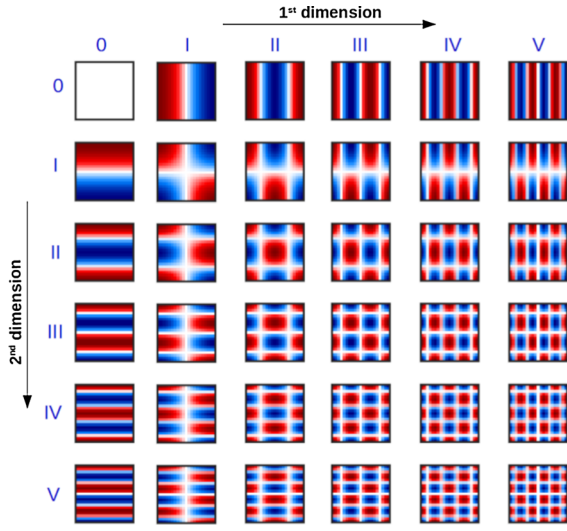 1st dimension
0 I II III IV V
0
I
II
III
IV
V
2nd dimension